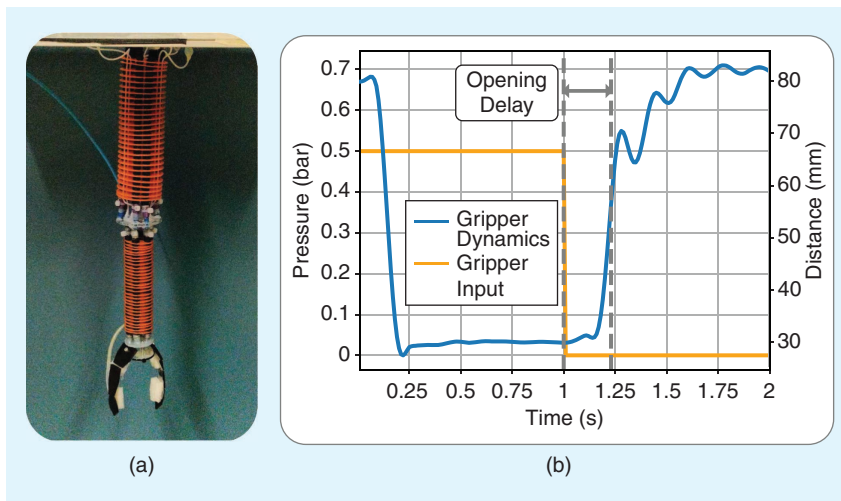 Opening
Delay
Pressure (bar)
0.7
0.6
0.5
0.4
0.3
0.2
0.1
0
Gripper
Dynamics
Gripper
Input
80
70
60
50
40
30
Distance (mm)
0.25 0.5 0.75 1 1.25 1.5 1.75 2
Time (s)
(a)
(b)